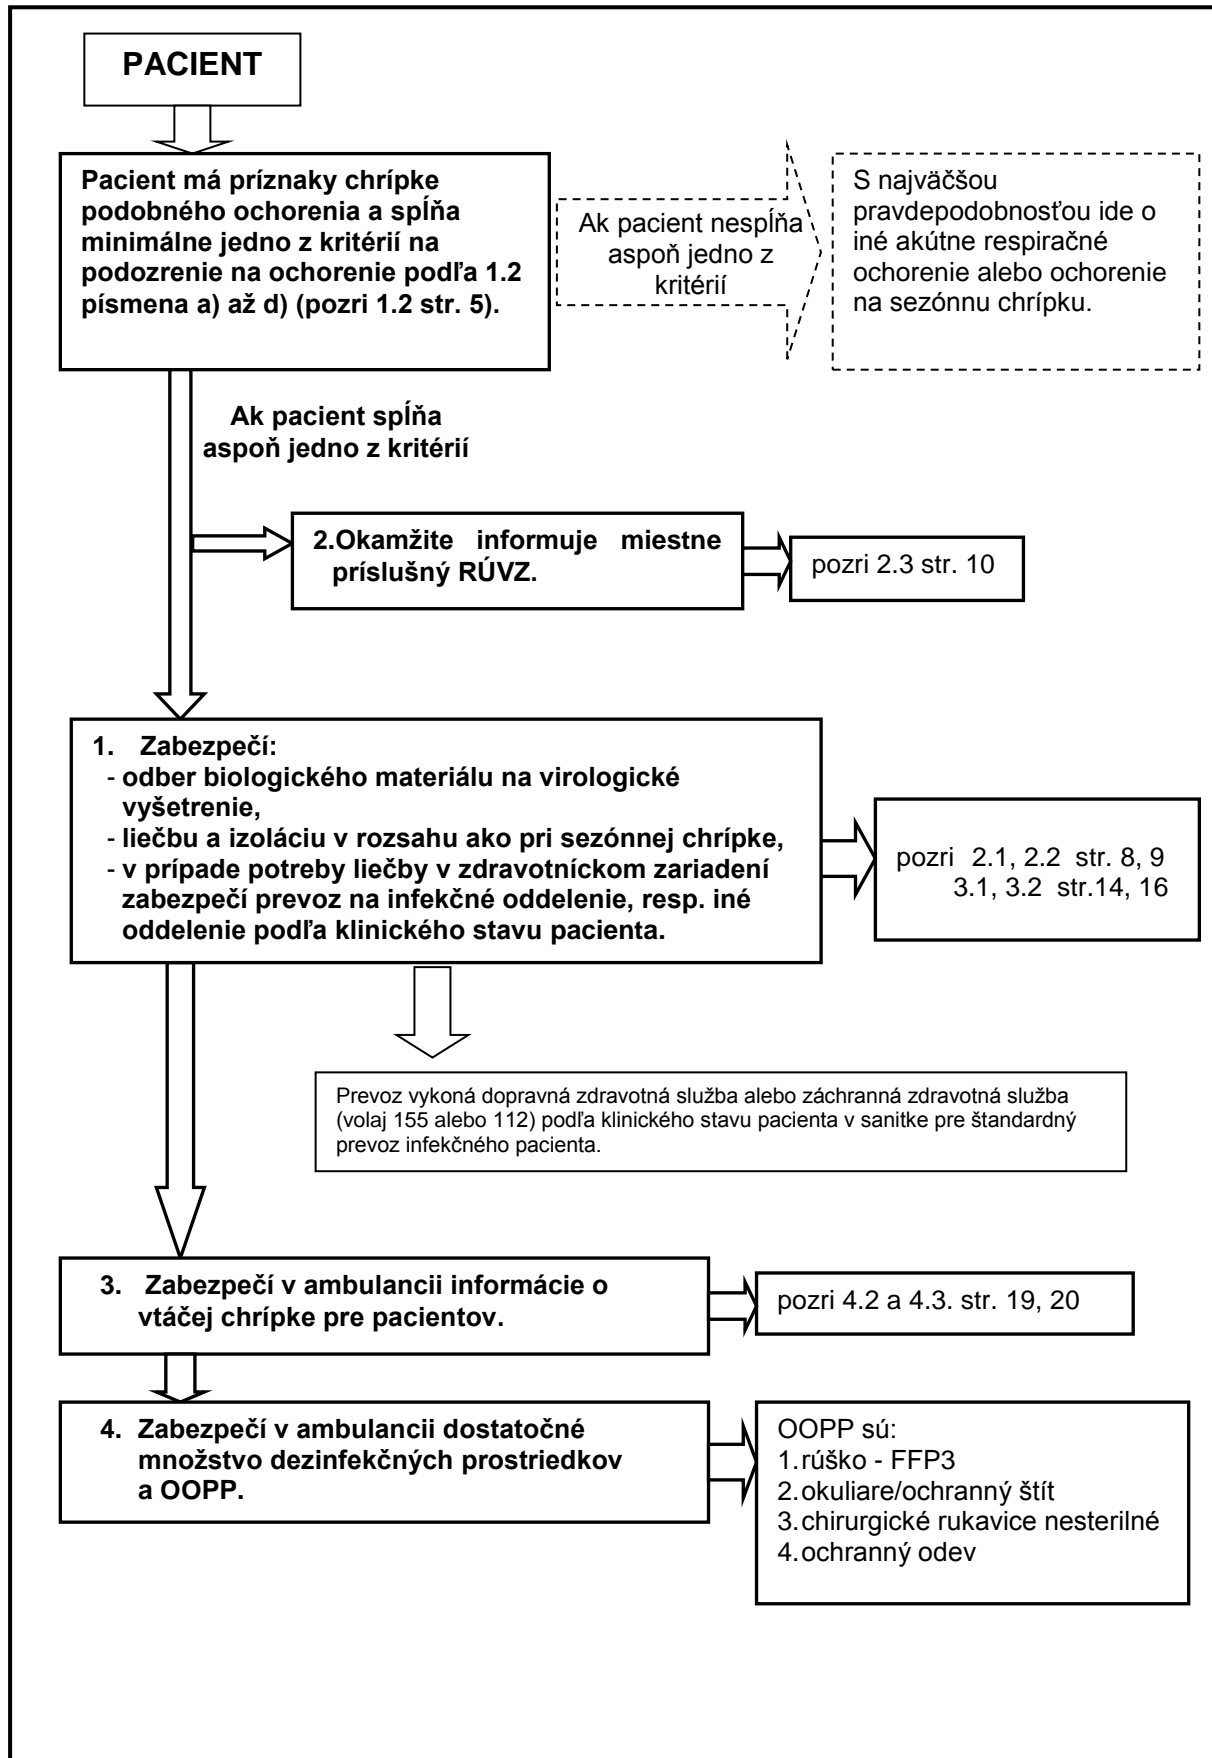 PACIENT
Pacient má príznaky chrípke
podobného ochorenia a spĺňa
minimálne jedno z kritérií na
podozrenie na ochorenie podľa 1.2
písmena a) až d) (pozri 1.2 str. 5).
Ak pacient nespĺňa
aspoň jedno z
kritérií
S najväčšou
pravdepodobnosťou ide o
iné akútne respiračné
ochorenie alebo ochorenie
na sezónnu chrípku.
Ak pacient spĺňa
aspoň jedno z kritérií
2.Okamžite informuje miestne
príslušný RÚVZ.
pozri 2.3 str. 10
1. Zabezpečí:
- odber biologického materiálu na virologické
vyšetrenie,
- liečbu a izoláciu v rozsahu ako pri sezónnej chrípke,
- v prípade potreby liečby v zdravotníckom zariadení
zabezpečí prevoz na infekčné oddelenie, resp. iné
oddelenie podľa klinického stavu pacienta.
pozri 2.1, 2.2 str. 8, 9
3.1, 3.2 str.14, 16
Prevoz vykoná dopravná zdravotná služba alebo záchranná zdravotná služba
(volaj 155 alebo 112) podľa klinického stavu pacienta v sanitke pre štandardný
prevoz infekčného pacienta.
3. Zabezpečí v ambulancii informácie o
vtáčej chrípke pre pacientov.
pozri 4.2 a 4.3. str. 19, 20
4. Zabezpečí v ambulancii dostatočné
množstvo dezinfekčných prostriedkov
a OOPP.
OOPP sú:
1.rúško - FFP3
2.okuliare/ochranný štít
3.chirurgické rukavice nesterilné
4.ochranný odev